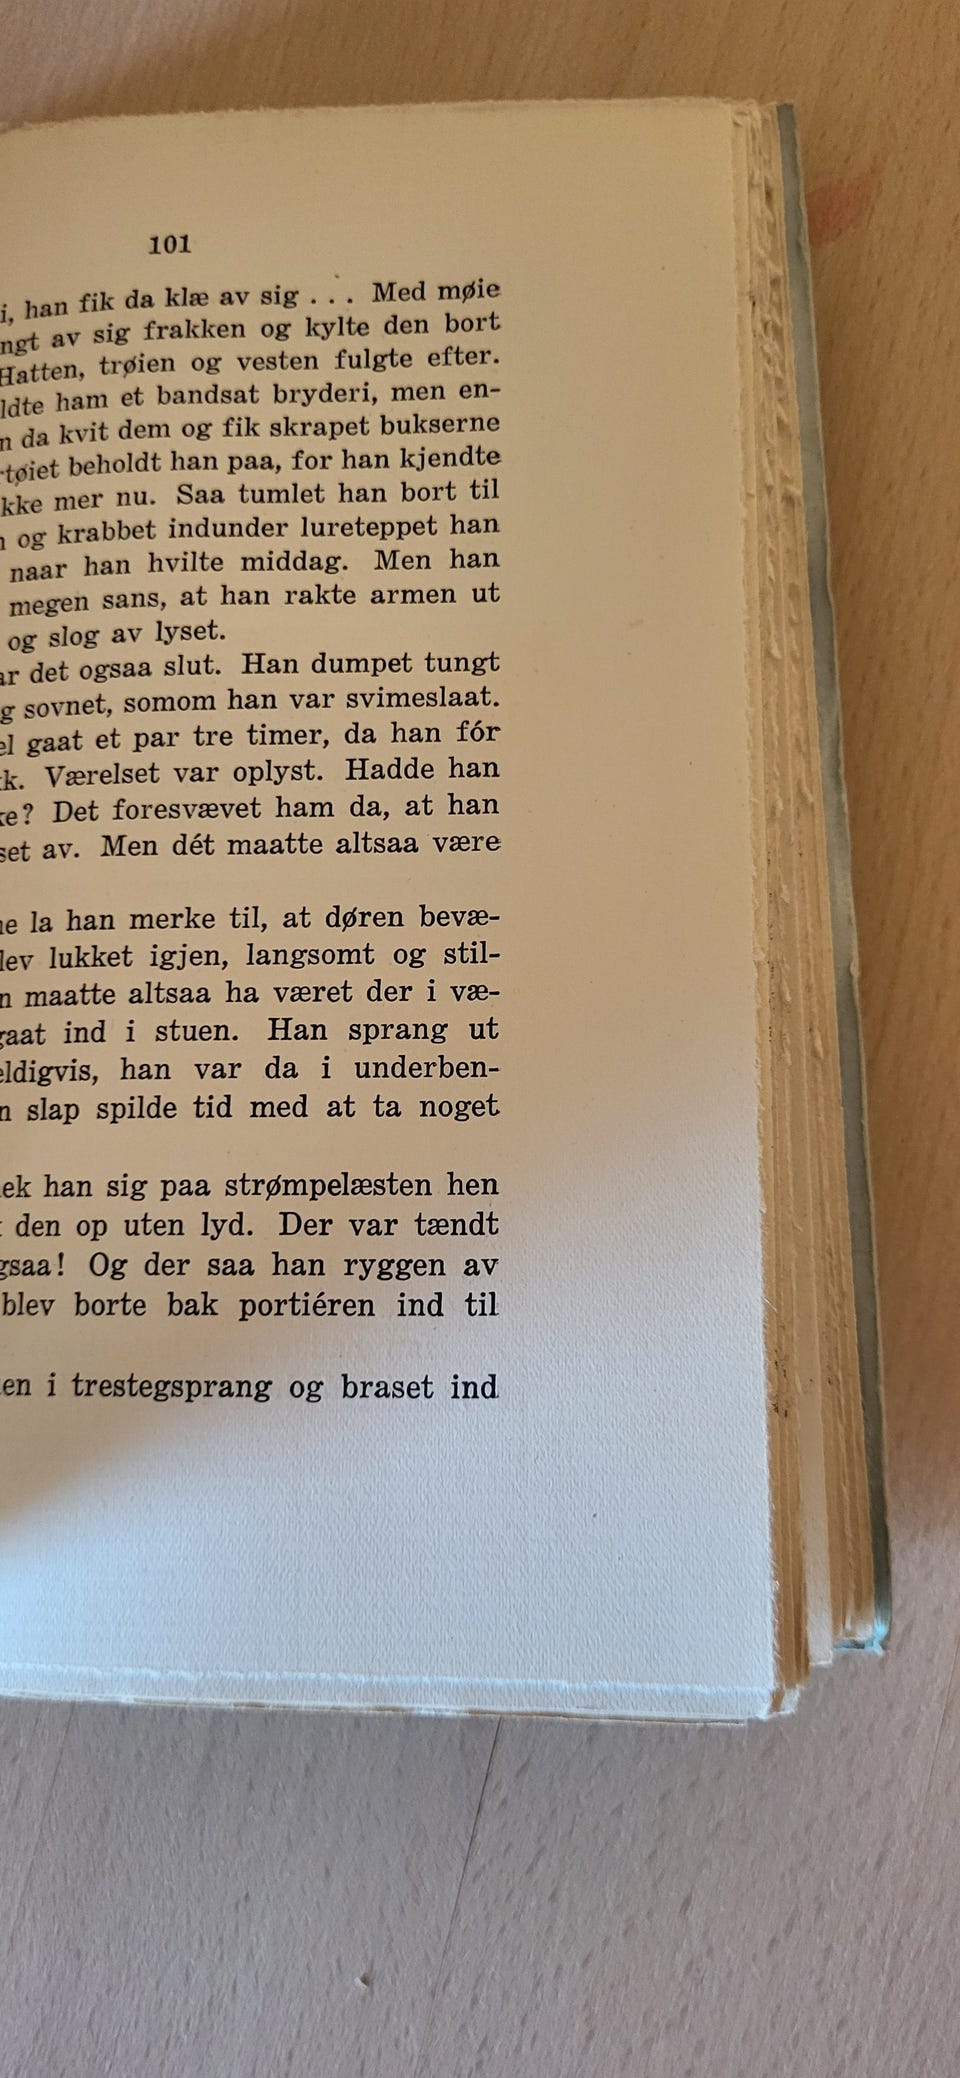 101
i, han fik da klæ av sig . . . Med møie
ngt av sig frakken og kylte den bort
Hatten, trøien og vesten fulgte efter.
ldte ham et bandsat bryderi, men en-
n da kvit dem og fik skrapet bukserne
rtøiet beholdt han paa, for han kjendte
kke mer nu. Saa tumlet han bort til
og krabbet indunder lureteppet han
naar han hvilte middag. Men han
megen sans, at han rakte armen ut
og slog av lyset.
ar det ogsaa slut. Han dumpet tungt
g sovnet, somom han var svimeslaat.
el gaat et par tre timer, da han fór
k. Værelset var oplyst. Hadde han
ke? Det foresvævet ham da, at han
set av. Men dét maatte altsaa være
ne la han merke til, at døren bevæ-
lev lukket igjen, langsomt og stil-
n maatte altsaa ha været der i væ-
gaat ind i stuen. Han sprang ut
eldigvis, han var da i underben-
n slap spilde tid med at ta noget
ek han sig paa strømpelæsten hen
den op uten lyd. Der var tændt
gsaa! Og der saa han ryggen av
blev borte bak portiéren ind til
en i trestegsprang og braset ind